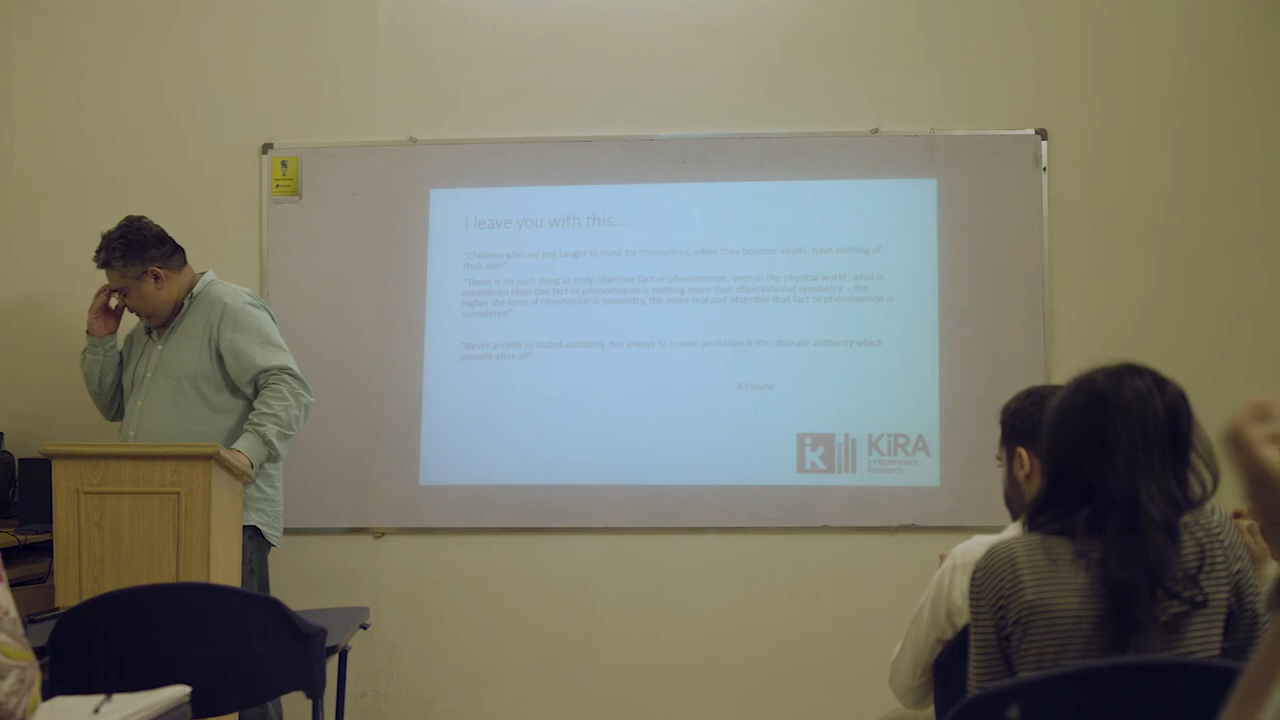 I leave you with this....
"Children who are not taught to think for themselves, when they become adults, have nothing of
their own"
"There is no such thing as truly objective fact or phenomenon, even in the physical world: what is
considered objective fact or phenomenon is nothing more than observational symmetry – the
higher the level of observational symmetry, the more real and objective that fact or phenomenon is
considered"
"Never accede to stated authority, but always to reason as reason is the ultimate authority which
prevails after all"
- A Pandit
iK KiRA
Independent
Research